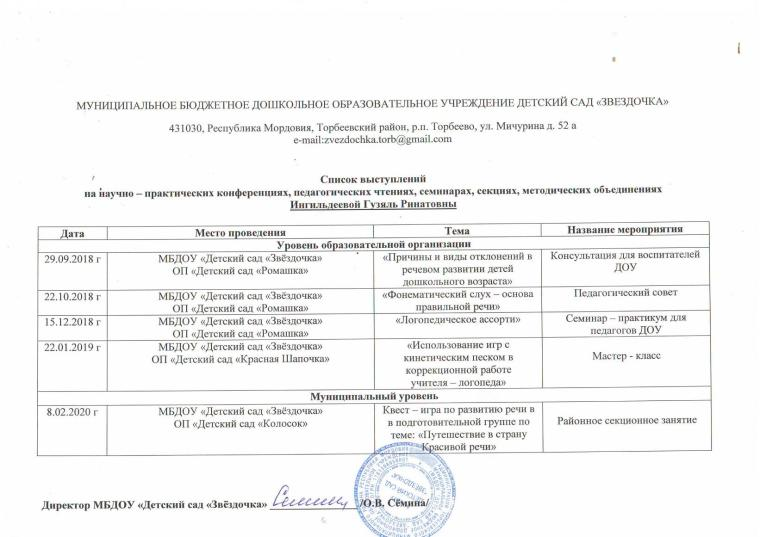 МУНИЦИПАЛЬНОЕ БЮДЖЕТНОЕ ДОШКОЛЬНОЕ ОБРАЗОВАТЕЛЬНОЕ УЧРЕЖДЕНИЕ ДЕТСКИЙ САД «ЗВЕЗДОЧКА»
431030, Республика Мордовия, Торбеевский район, р.п. Торбеево, ул. Мичурина д. 52 а
e-mail:zvezdochka.torb@gmail.com
Список выступлений
на научно – практических конференциях, педагогических чтениях, семинарах, секциях, методических объединениях
Ингильдеевой Гузяль Ринатовны
Дата Место проведения Тема Название мероприятия
Уровень образовательной организации
29.09.2018 г МБДОУ «Детский сад «Звёздочка» «Причины и виды отклонений в Консультация для воспитателей
ОП «Детский сад «Ромашка» речевом развитии детей ДОУ
дошкольного возраста»
22.10.2018 г МБДОУ «Детский сад «Звёздочка» «Фонематический слух – основа Педагогический совет
ОП «Детский сад «Ромашка» правильной речи»
15.12.2018 г МБДОУ «Детский сад «Звёздочка» «Логопедическое ассорти» Семинар – практикум для
ОП «Детский сад «Ромашка» педагогов ДОУ
22.01.2019 г МБДОУ «Детский сад «Звёздочка» «Использование игр с
ОП «Детский сад «Красная Шапочка» кинетическим песком в Мастер - класс
коррекционной работе
учителя – логопеда»
Муниципальный уровень
8.02.2020 г МБДОУ «Детский сад «Звёздочка» Квест – игра по развитию речи в
ОП «Детский сад «Колосок» в подготовительной группе по Районное секционное занятие
теме: «Путешествие в страну
Красивой речи»
Директор МБДОУ «Детский сад «Звёздочка» /О.В. Сёмина/